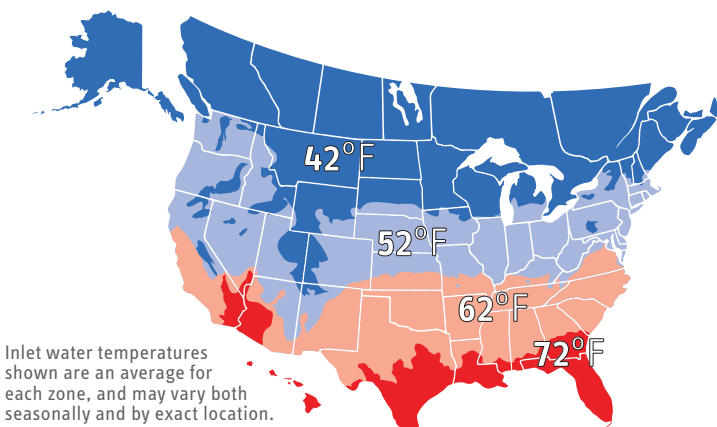 42°F
52°F
62°F
72°F
Inlet water temperatures
shown are an average for
each zone, and may vary both
seasonally and by exact location.